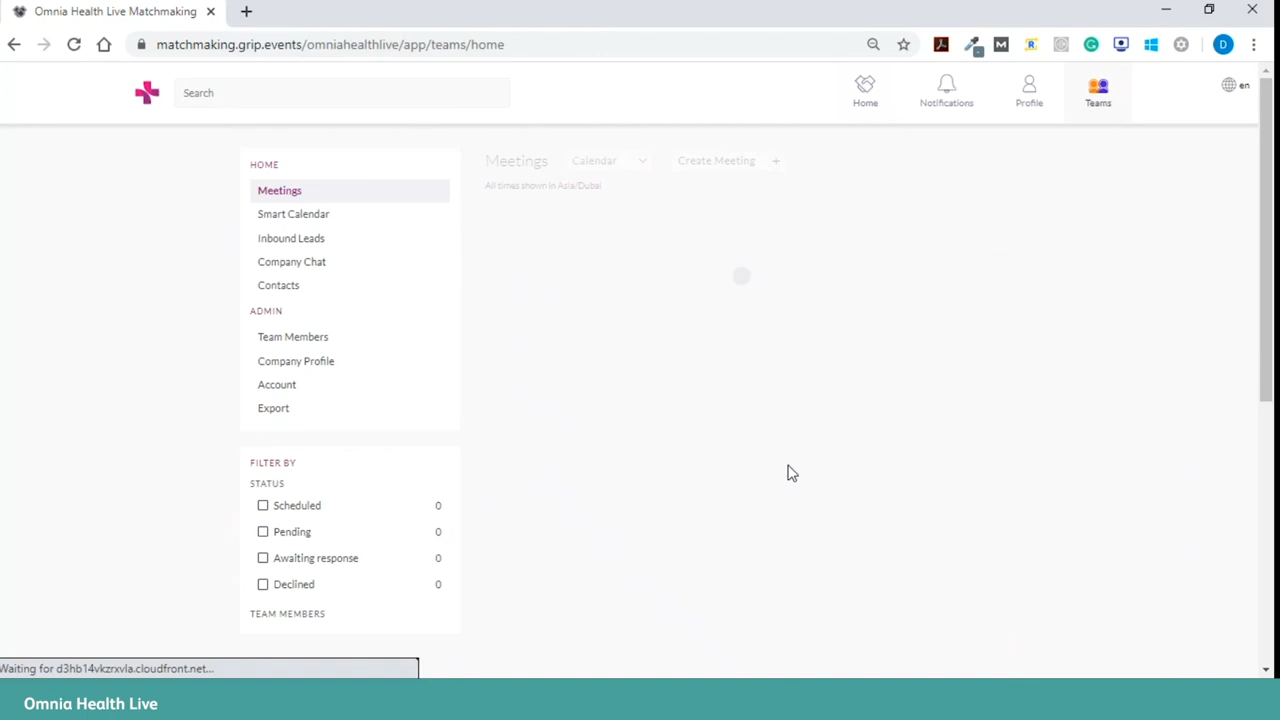 Omnia Health Live Matchmaking
matchmaking.grip.events/omniahealthlive/app/teams/home
Search
Home
Notifications
Profile
Teams
en
HOME
Meetings
Smart Calendar
Inbound Leads
Company Chat
Contacts
ADMIN
Team Members
Company Profile
Account
Export
Meetings
Calendar
Create Meeting +
All times shown in Asia/Dubai
FILTER BY
STATUS
Scheduled 0
Pending 0
Awaiting response 0
Declined 0
TEAM MEMBERS
Waiting for d3hb14vkzrxvla.cloudfront.net...
Omnia Health Live